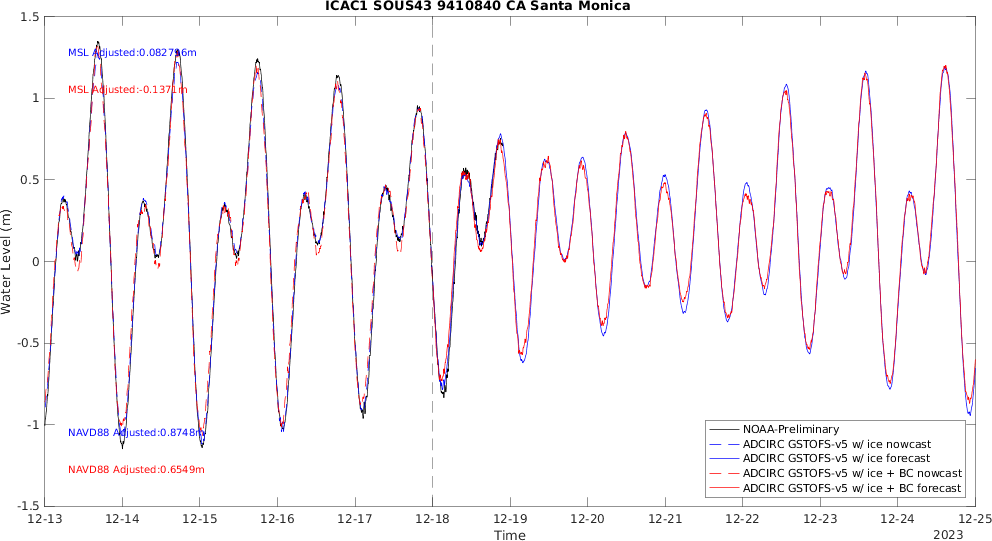 ICAC1 SOUS43 9410840 CA Santa Monica
1.5
1
0.5
0
-0.5
-1
-1.5
Water Level (m)
MSL Adjusted:0.082796m
MSL Adjusted:-0.1371m
NAVD88 Adjusted:0.8748m
NAVD88 Adjusted:0.6549m
NOAA-Preliminary
ADCIRC GSTOFS-v5 w/ ice nowcast
ADCIRC GSTOFS-v5 w/ ice forecast
ADCIRC GSTOFS-v5 w/ ice + BC nowcast
ADCIRC GSTOFS-v5 w/ ice + BC forecast
12-13 12-14 12-15 12-16 12-17 12-18 12-19 12-20 12-21 12-22 12-23 12-24 12-25
Time
2023